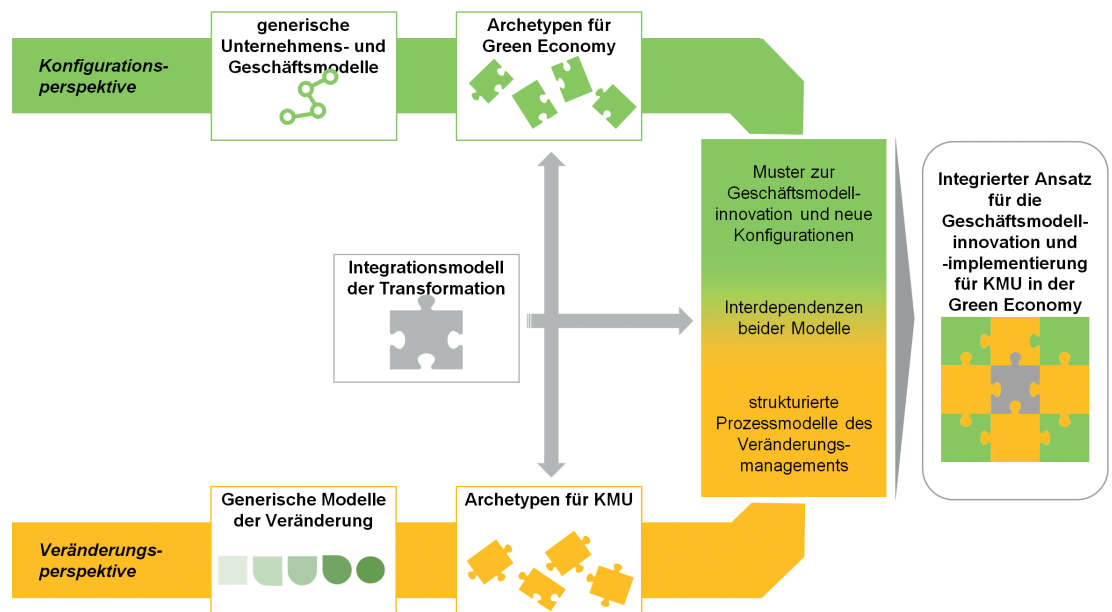 Konfigurations-
perspektive
generische
Unternehmens- und
Geschäftsmodelle
Archetypen für
Green Economy
Integrationsmodell
der Transformation
Muster zur
Geschäftsmodell-
innovation und neue
Konfigurationen
Interdependenzen
beider Modelle
strukturierte
Prozessmodelle des
Veränderungs-
managements
Integrierter Ansatz
für die
Geschäftsmodell-
innovation und
-implementierung
für KMU in der
Green Economy
Veränderungs-
perspektive
Generische Modelle
der Veränderung
Archetypen für KMU